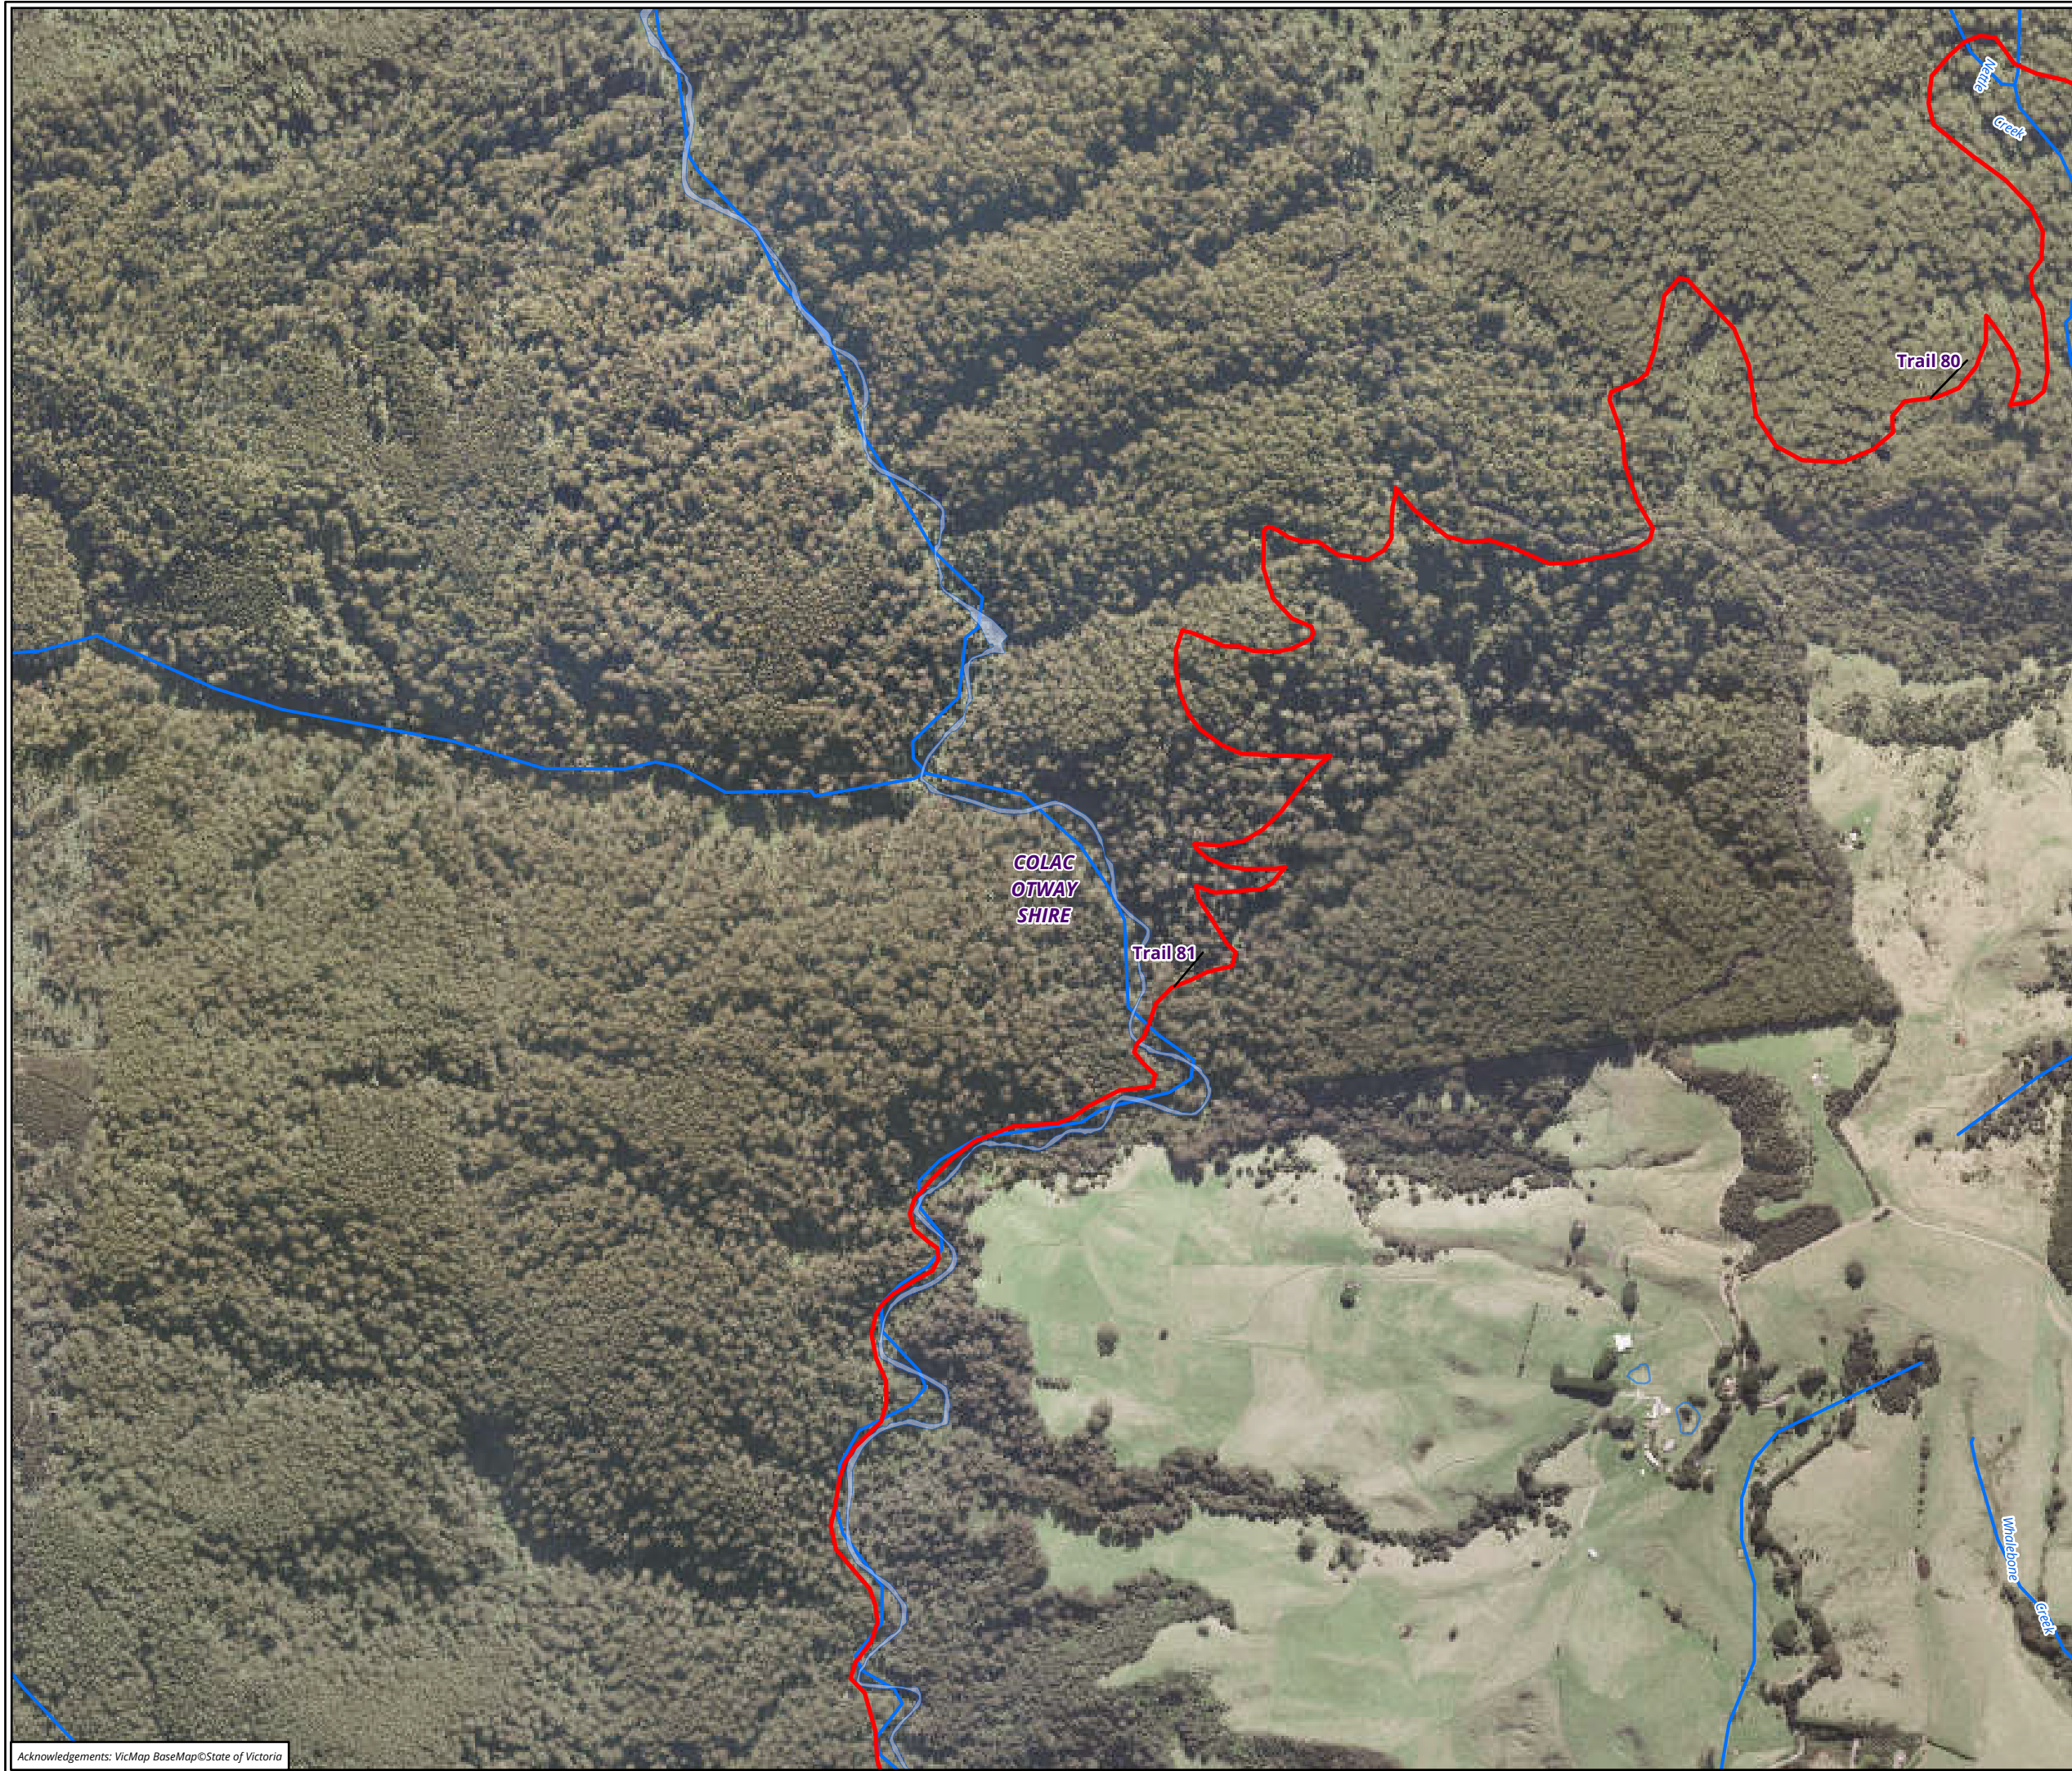 Nettle
Creek
Trail 80
COLAC
OTWAY
SHIRE
Trail 81
Whalebone
Creek
Acknowledgements: VicMap BaseMap©State of Victoria